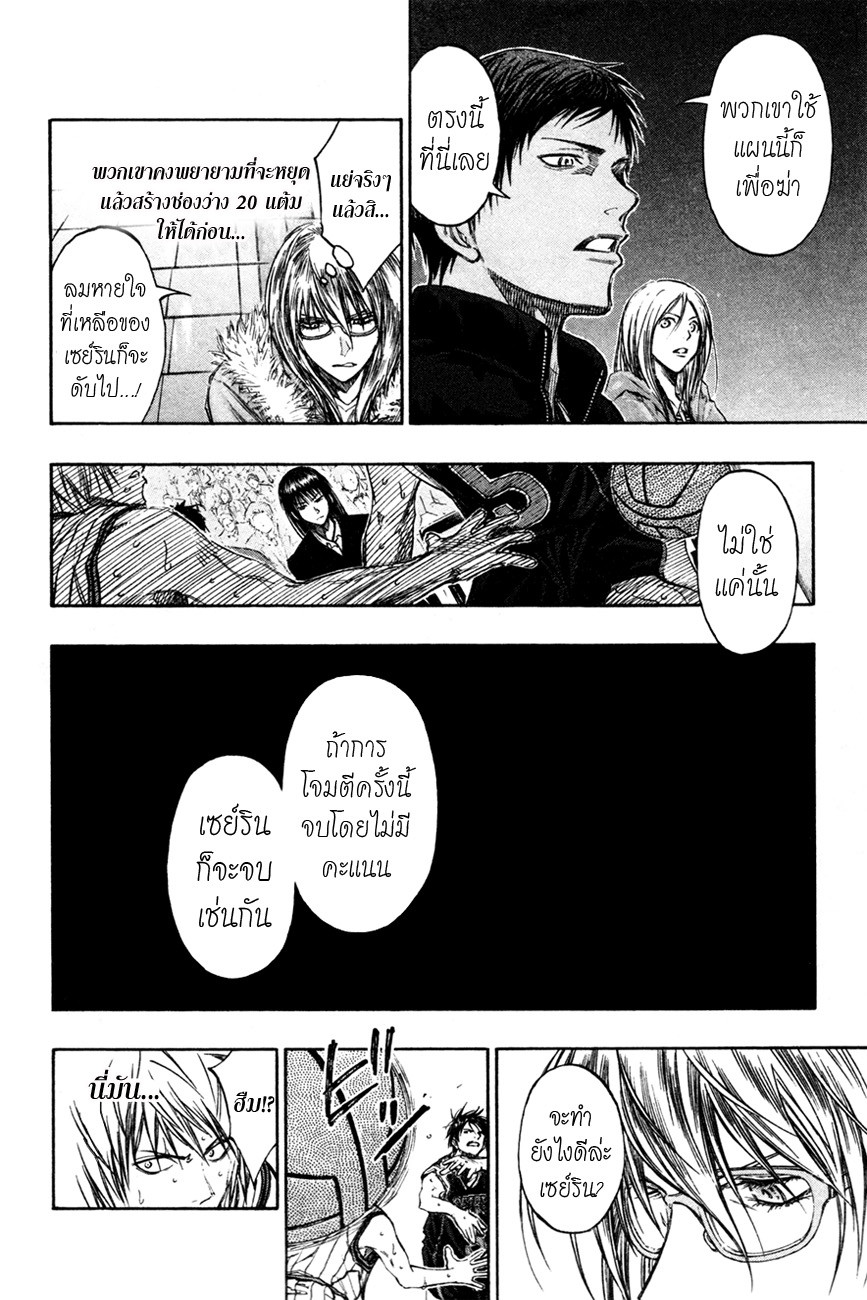 พวกเขาใช้
แผนนี้ก็
เพื่อฆ่า
ตรงนี้
ที่นี่เลย
แย่จริงๆ
แล้วสิ...
พวกเขาคงพยายามที่จะหยุด
แล้วสร้างช่องว่าง 20 แต้ม
ให้ได้ก่อน...
ลมหายใจ
ที่เหลือของ
เซย์รินก็จะ
ดับไป...!
ไม่ใช่
แค่นั้น
ถ้าการ
โจมตีครั้งนี้
จบโดยไม่มี
คะแนน
เซย์ริน
ก็จะจบ
เช่นกัน
จะทำ
ยังไงดีล่ะ
เซย์ริน?
ฮึม!?
นี่มัน...